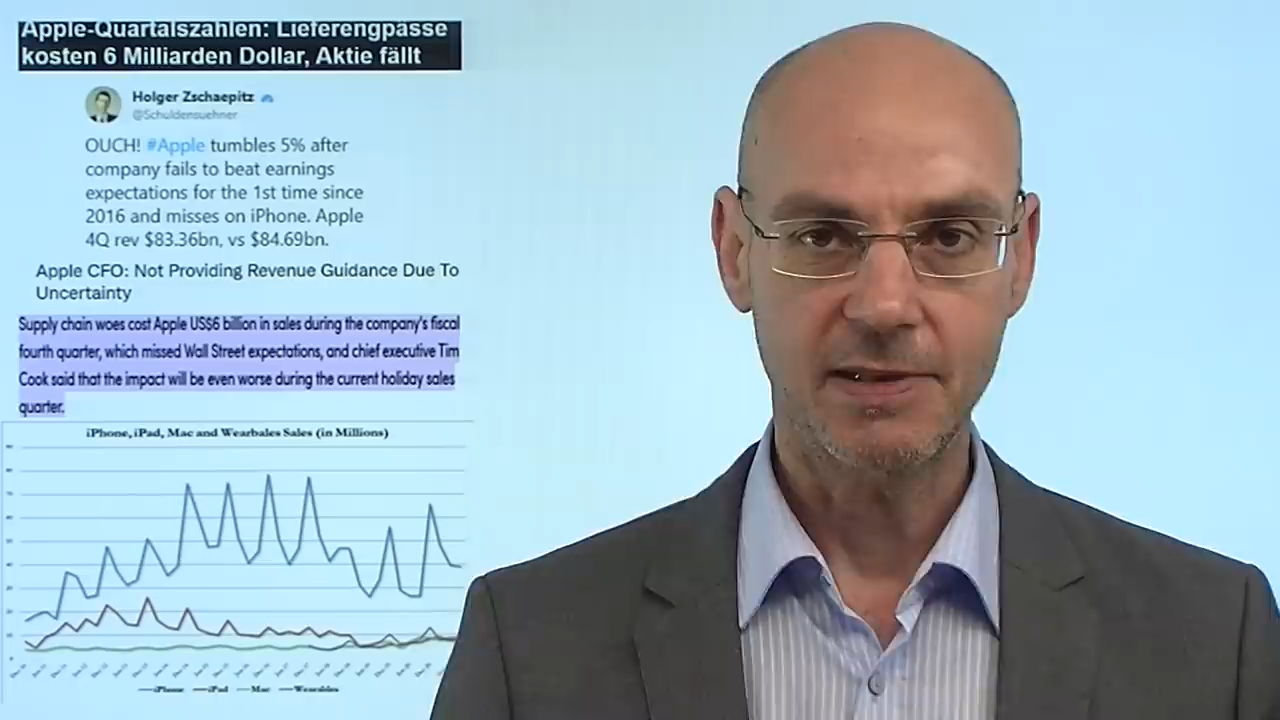 Apple-Quartalszahlen: Lieferengpässe
kosten 6 Milliarden Dollar, Aktie fällt
Holger Zschaepitz
@Schuldensuehner
OUCH! #Apple tumbles 5% after
company fails to beat earnings
expectations for the 1st time since
2016 and misses on iPhone. Apple
4Q rev $83.36bn, vs $84.69bn.
Apple CFO: Not Providing Revenue Guidance Due To
Uncertainty
Supply chain woes cost Apple US$6 billion in sales during the company's fiscal
fourth quarter, which missed Wall Street expectations, and chief executive Tim
Cook said that the impact will be even worse during the current holiday sales
quarter.
iPhone, iPad, Mac and Wearbales Sales (in Millions)
iPhone iPad Mac Wearables